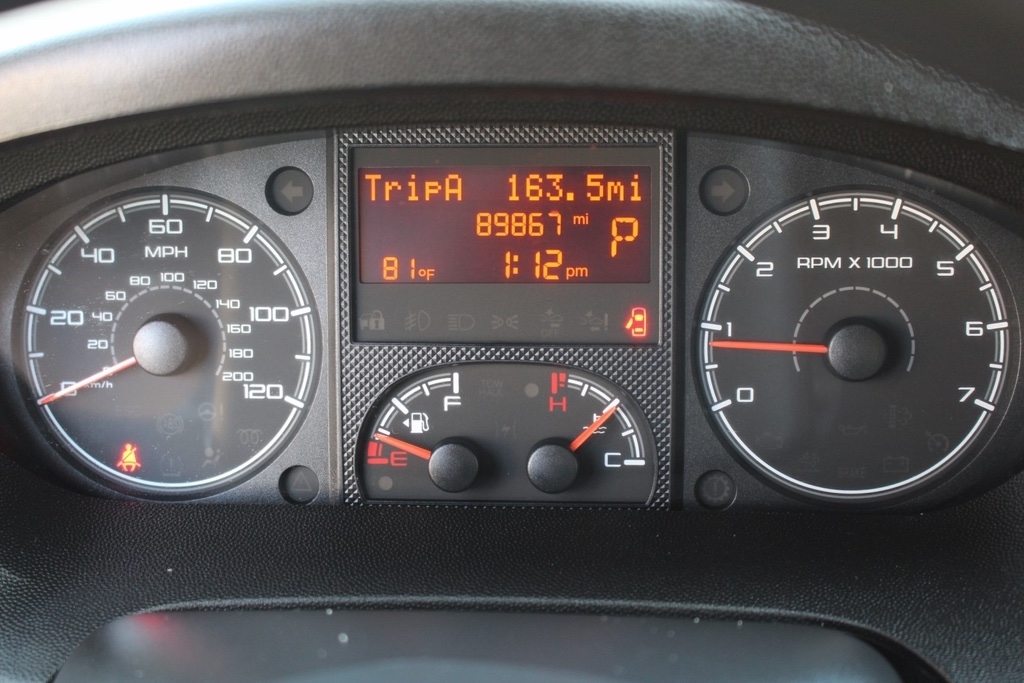 TripA 163.5mi
89867 mi
P
81°F 1:12 pm
0 20 40 60 80 100 120
MPH
20 40 60 80 100 120 140 160 180 200
km/h
E F
H C
0 1 2 3 4 5 6 7
RPM X 1000